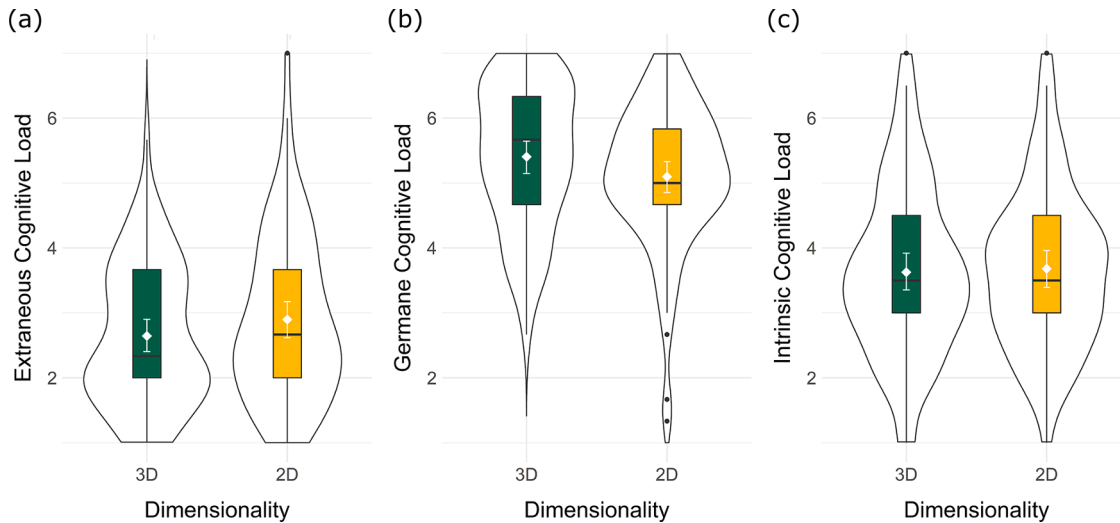 (a)
Extraneous Cognitive Load
6
4
2
3D
2D
Dimensionality
(b)
Germane Cognitive Load
6
4
2
3D
2D
Dimensionality
(c)
Intrinsic Cognitive Load
6
4
2
3D
2D
Dimensionality